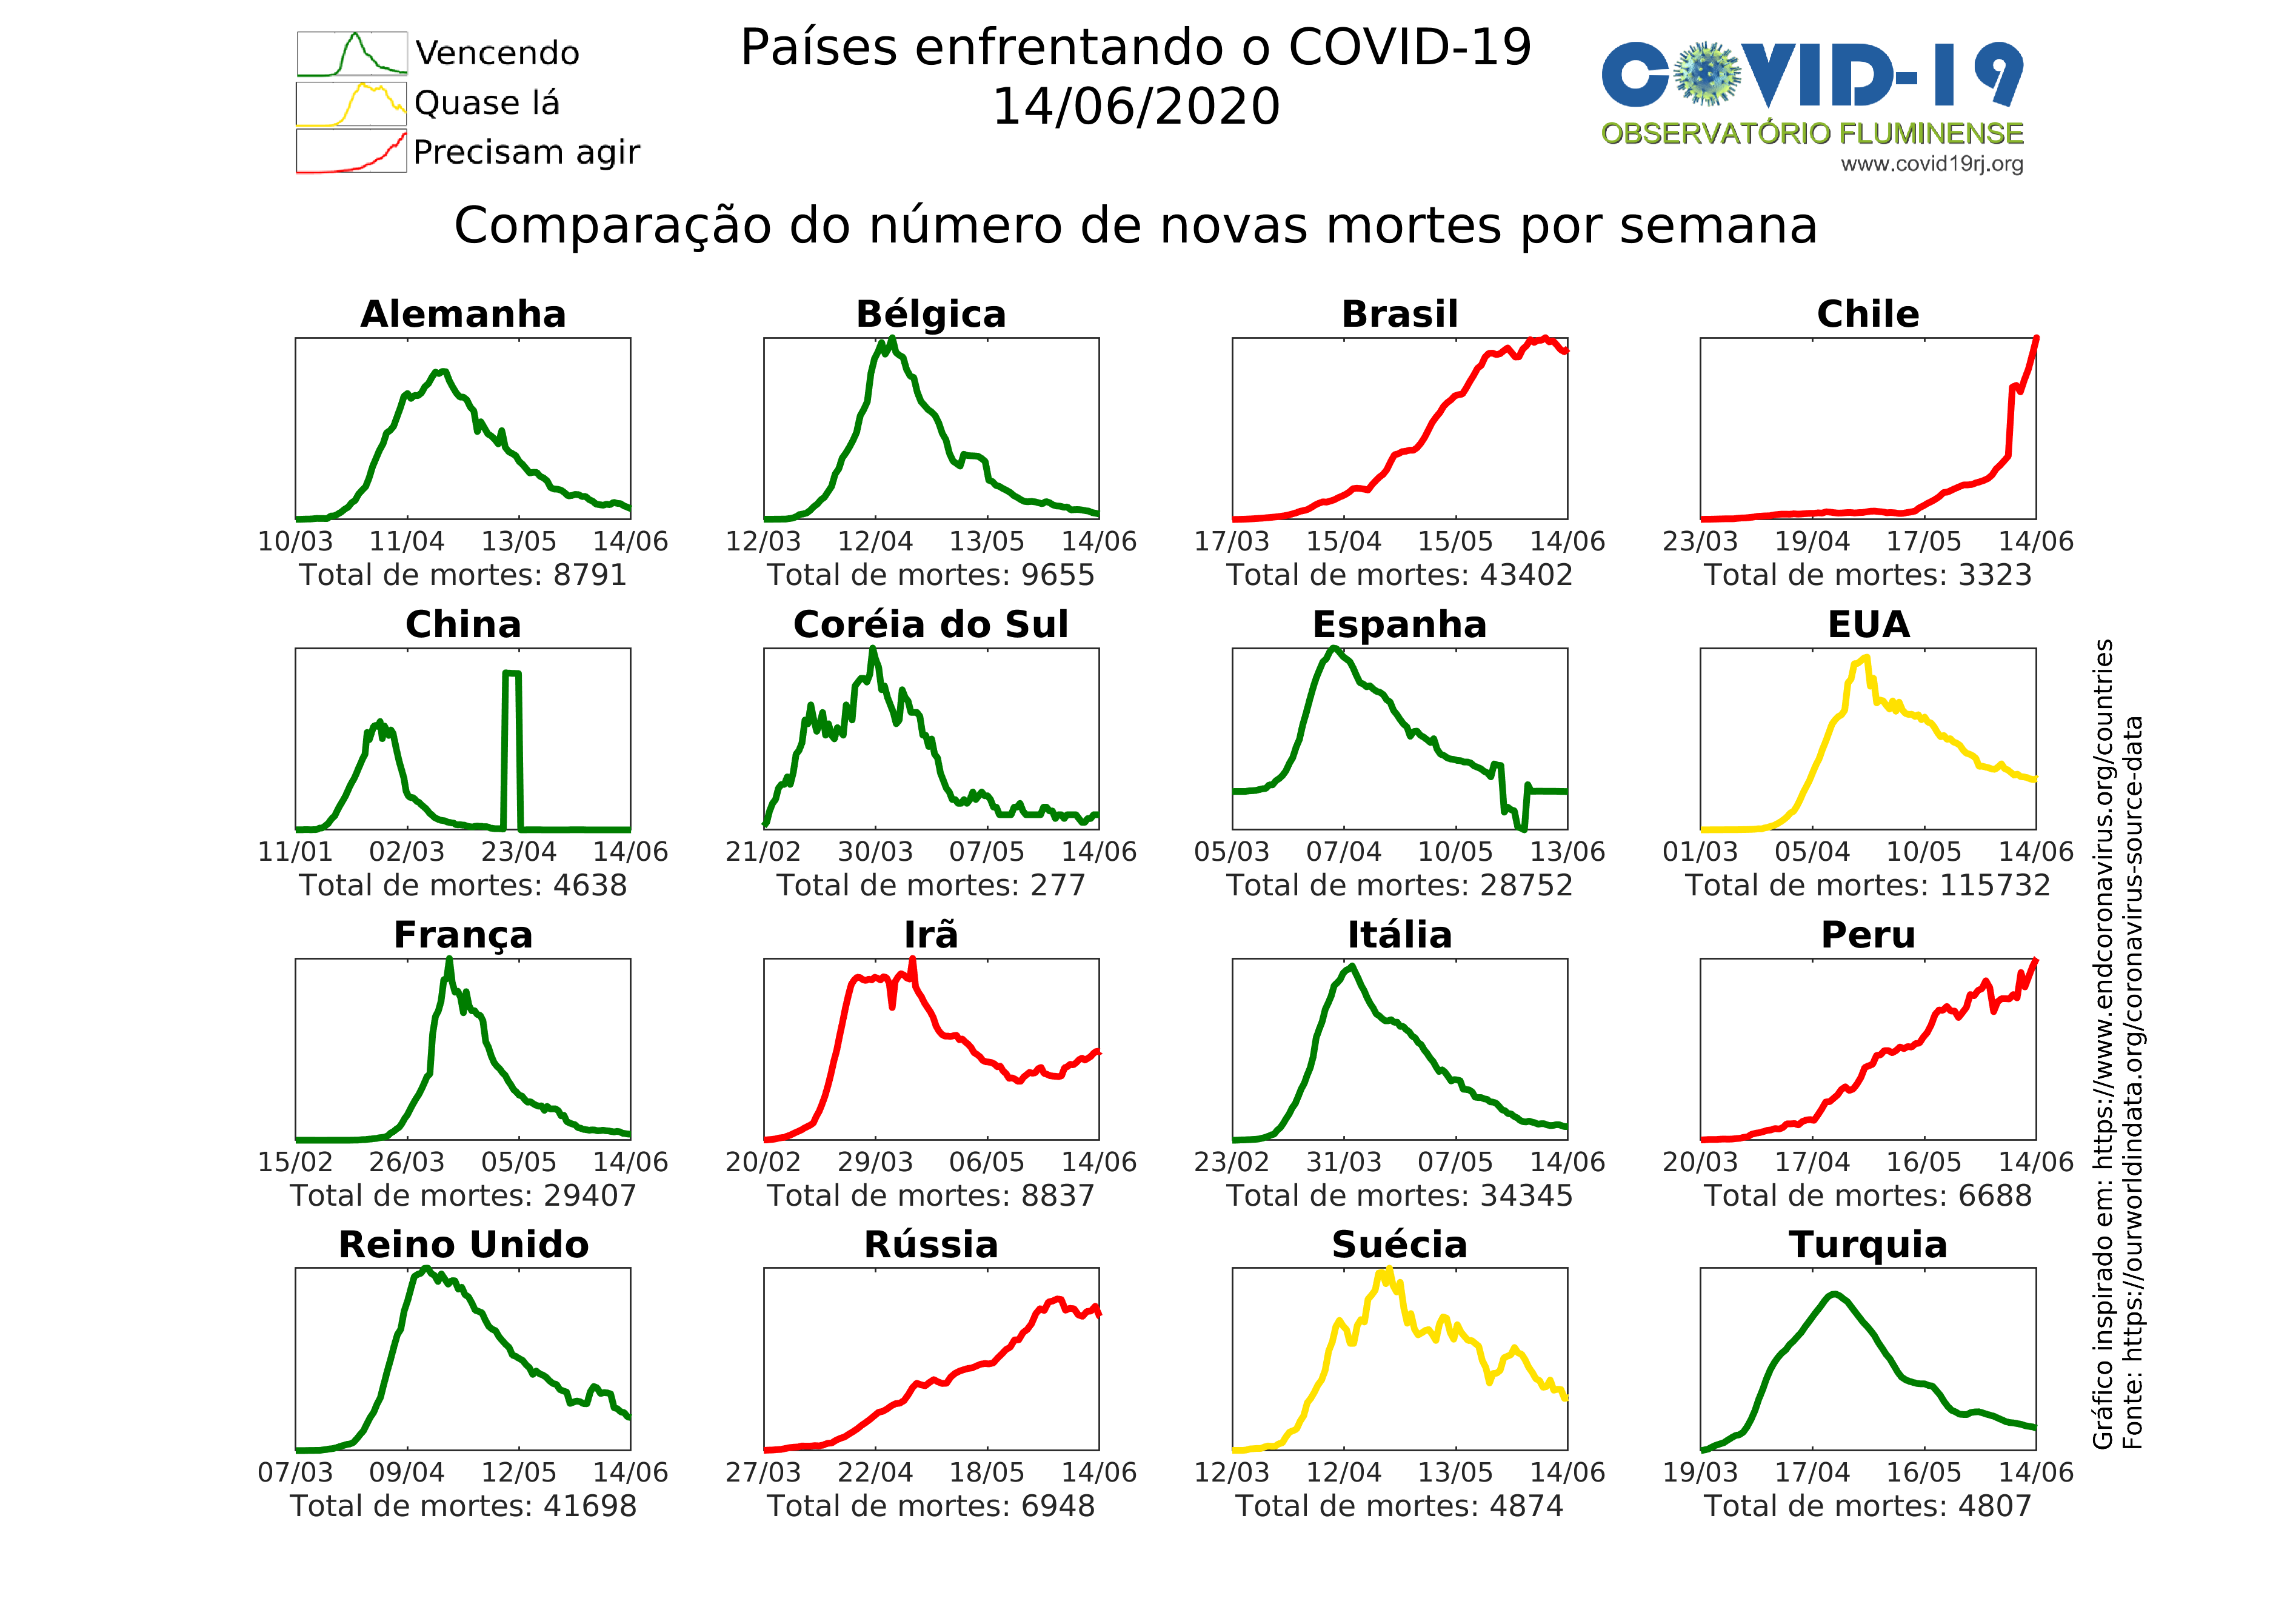 Vencendo
Quase lá
Precisam agir
Países enfrentando o COVID-19
14/06/2020
COVID-19
OBSERVATÓRIO FLUMINENSE
www.covid19rj.org
Comparação do número de novas mortes por semana
Alemanha
10/03 11/04 13/05 14/06
Total de mortes: 8791
Bélgica
12/03 12/04 13/05 14/06
Total de mortes: 9655
Brasil
17/03 15/04 15/05 14/06
Total de mortes: 43402
Chile
23/03 19/04 17/05 14/06
Total de mortes: 3323
China
11/01 02/03 23/04 14/06
Total de mortes: 4638
Coréia do Sul
21/02 30/03 07/05 14/06
Total de mortes: 277
Espanha
05/03 07/04 10/05 13/06
Total de mortes: 28752
EUA
01/03 05/04 10/05 14/06
Total de mortes: 115732
França
15/02 26/03 05/05 14/06
Total de mortes: 29407
Irã
20/02 29/03 06/05 14/06
Total de mortes: 8837
Itália
23/02 31/03 07/05 14/06
Total de mortes: 34345
Peru
20/03 17/04 16/05 14/06
Total de mortes: 6688
Reino Unido
07/03 09/04 12/05 14/06
Total de mortes: 41698
Rússia
27/03 22/04 18/05 14/06
Total de mortes: 6948
Suécia
12/03 12/04 13/05 14/06
Total de mortes: 4874
Turquia
19/03 17/04 16/05 14/06
Total de mortes: 4807
Gráfico inspirado em: https://www.endcoronavirus.org/countries
Fonte: https://ourworldindata.org/coronavirus-source-data